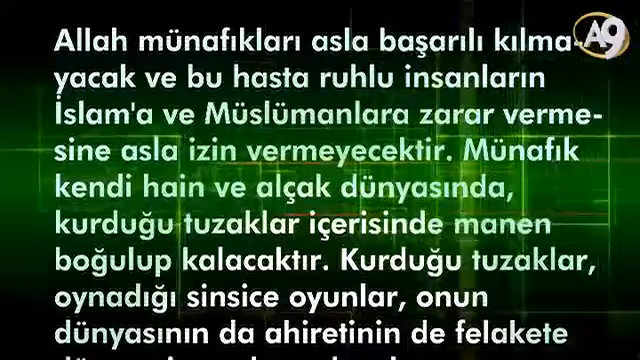 A9
Allah münafıkları asla başarılı kılma-
yacak ve bu hasta ruhlu insanların
İslam'a ve Müslümanlara zarar verme-
sine asla izin vermeyecektir. Münafık
kendi hain ve alçak dünyasında,
kurduğu tuzaklar içerisinde manen
boğulup kalacaktır. Kurduğu tuzaklar,
oynadığı sinsice oyunlar, onun
dünyasının da ahiretinin de felakete